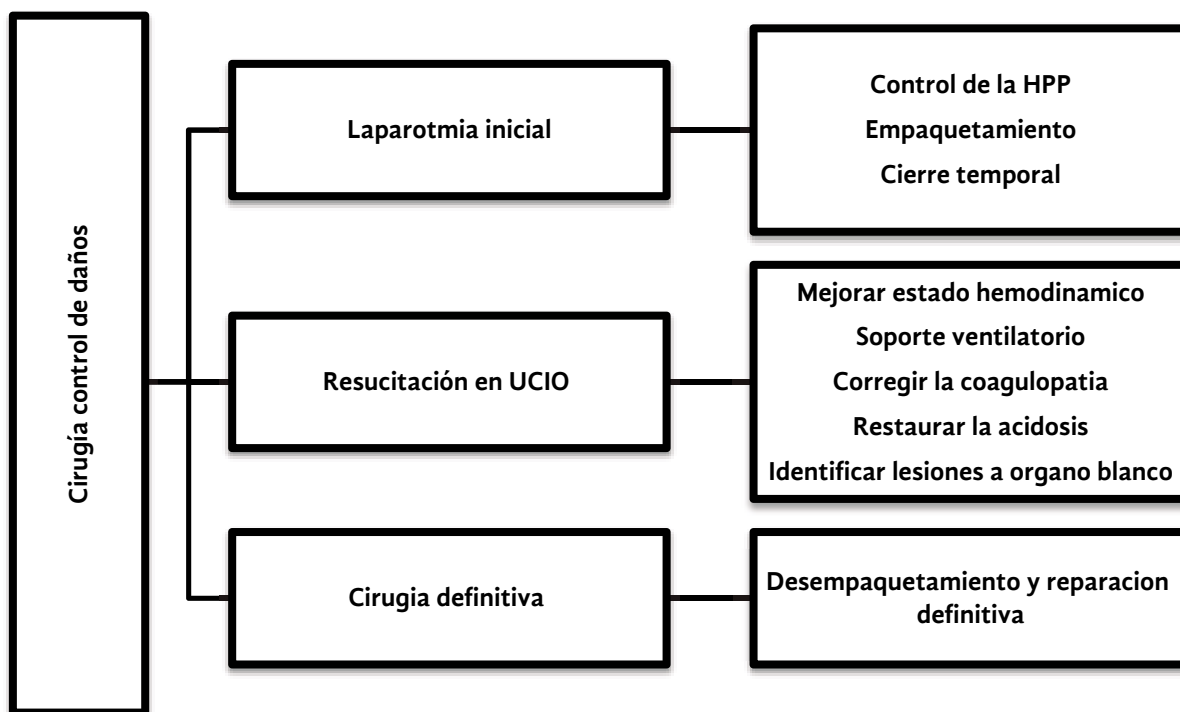 Cirugía control de daños
Laparotmia inicial
Control de la HPP
Empaquetamiento
Cierre temporal
Resucitación en UCIO
Mejorar estado hemodinamico
Soporte ventilatorio
Corregir la coagulopatia
Restaurar la acidosis
Identificar lesiones a organo blanco
Cirugia definitiva
Desempaquetamiento y reparacion
definitiva